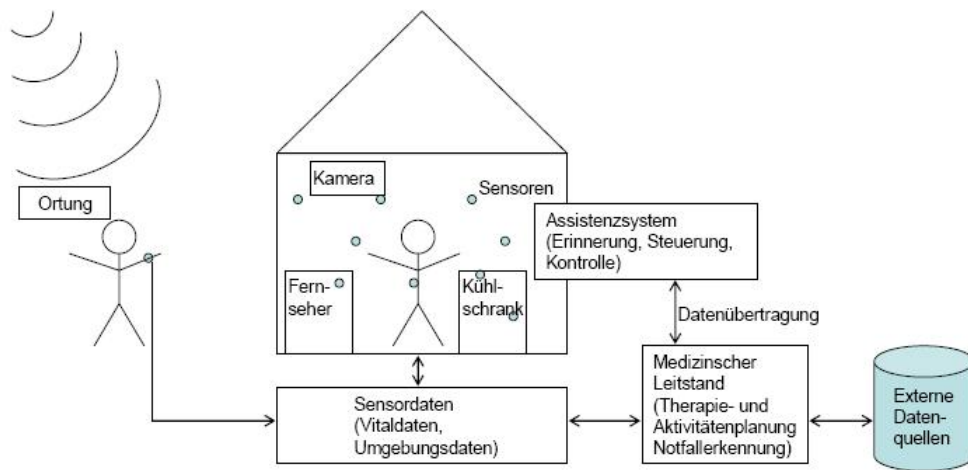 Ortung
Kamera
Sensoren
Fern-
seher
Kühl-
schrank
Assistenzsystem
(Erinnerung, Steuerung,
Kontrolle)
Datenübertragung
Sensordaten
(Vitaldaten,
Umgebungsdaten)
Medizinscher
Leitstand
(Therapie- und
Aktivitätenplanung
Notfallerkennung)
Externe
Daten-
quellen